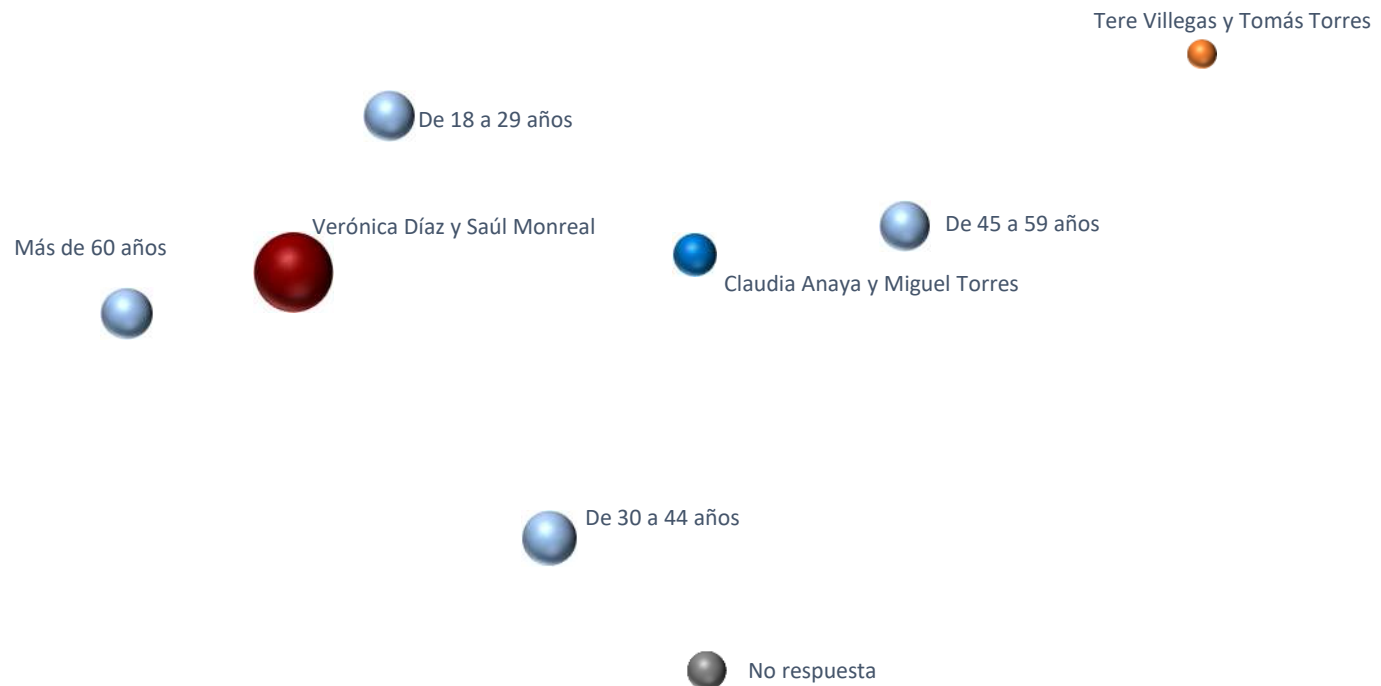 Tere Villegas y Tomás Torres
De 18 a 29 años
Verónica Díaz y Saúl Monreal
De 45 a 59 años
Más de 60 años
Claudia Anaya y Miguel Torres
De 30 a 44 años
No respuesta